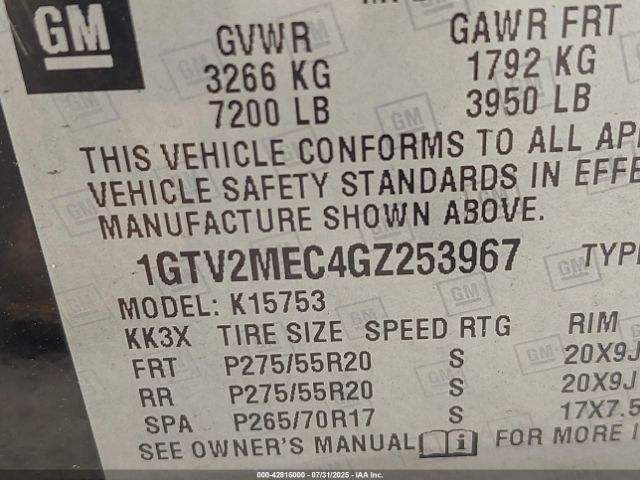 GM
GVWR GAWR FRT
3266 KG 1792 KG
7200 LB 3950 LB
THIS VEHICLE CONFORMS TO ALL
VEHICLE SAFETY STANDARDS IN
MANUFACTURE SHOWN ABOVE.
1GTV2MEC4GZ253967 TYPE
MODEL: K15753
KK3X TIRE SIZE SPEED RTG RIM
FRT P275/55R20 S 20X9J
RR P275/55R20 S 20X9J
SPA P265/70R17 S 17X7.5
SEE OWNER'S MANUAL i FOR MORE
000-42816000 - 07/31/2025 - IAA Inc.